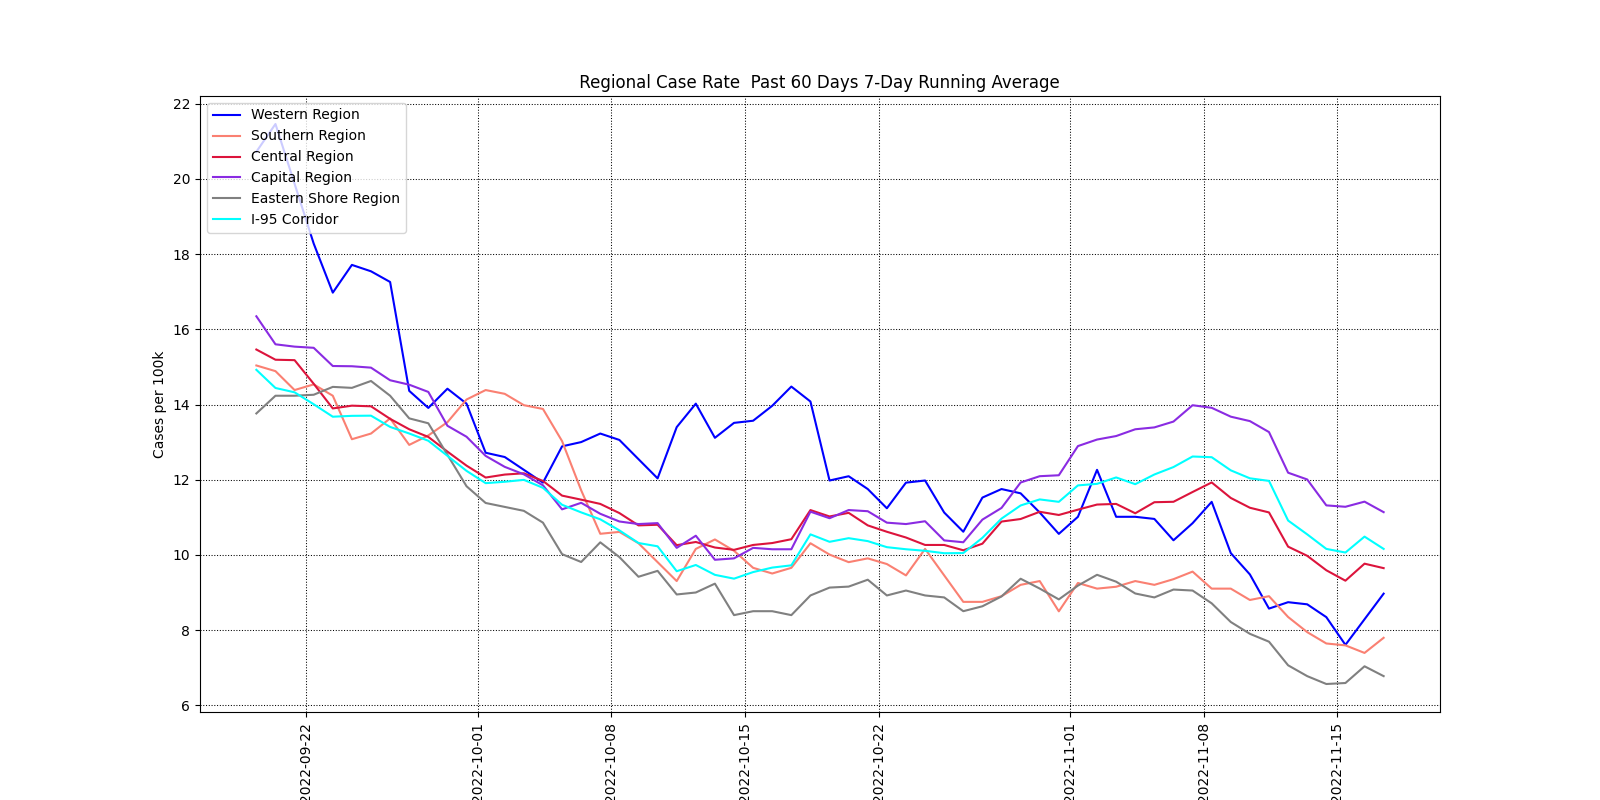 Regional Case Rate  Past 60 Days 7-Day Running Average
Cases per 100k
22
20
18
16
14
12
10
8
6
Western Region
Southern Region
Central Region
Capital Region
Eastern Shore Region
I-95 Corridor
2022-09-22
2022-10-01
2022-10-08
2022-10-15
2022-10-22
2022-11-01
2022-11-08
2022-11-15